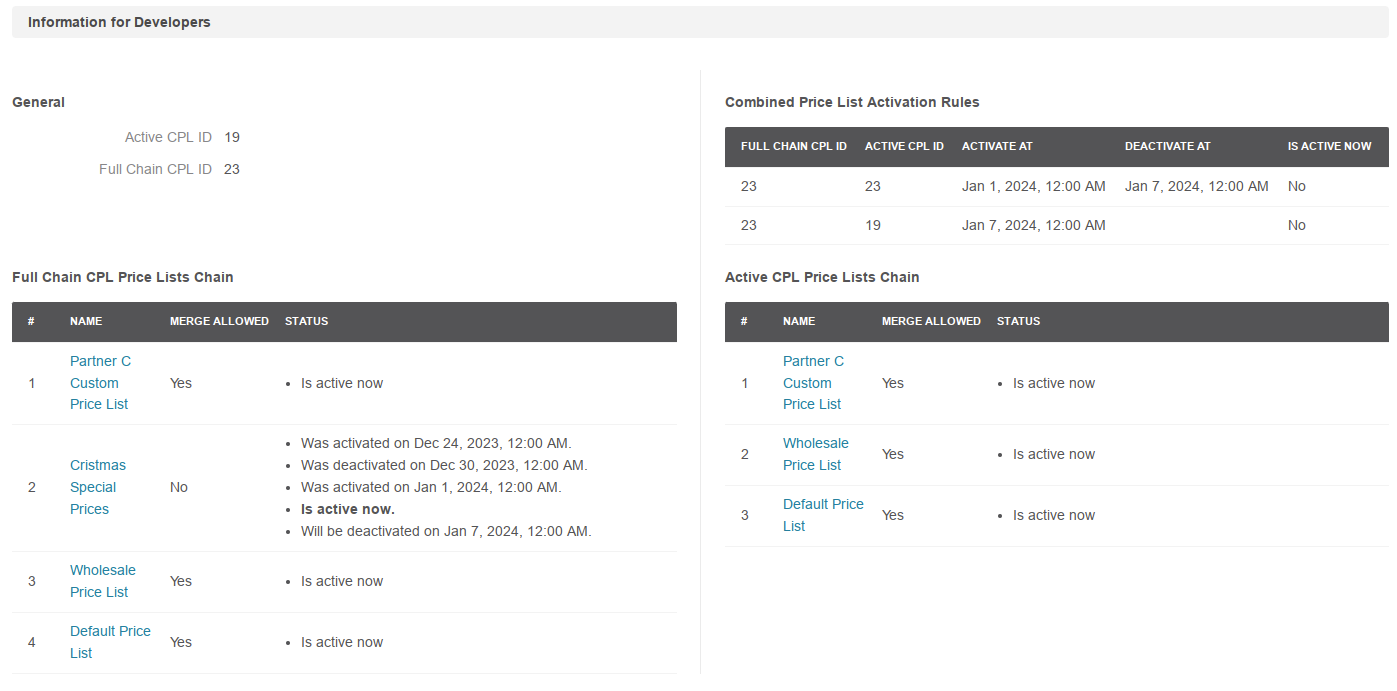 Information for Developers
General
Active CPL ID 19
Full Chain CPL ID 23
Combined Price List Activation Rules
FULL CHAIN CPL ID ACTIVE CPL ID ACTIVATE AT DEACTIVATE AT IS ACTIVE NOW
23 23 Jan 1, 2024, 12:00 AM Jan 7, 2024, 12:00 AM No
23 19 Jan 7, 2024, 12:00 AM No
Full Chain CPL Price Lists Chain
# NAME MERGE ALLOWED STATUS
1 Partner C Custom Price List Yes • Is active now
2 Cristmas Special Prices No
• Was activated on Dec 24, 2023, 12:00 AM.
• Was deactivated on Dec 30, 2023, 12:00 AM.
• Was activated on Jan 1, 2024, 12:00 AM.
• Is active now.
• Will be deactivated on Jan 7, 2024, 12:00 AM.
3 Wholesale Price List Yes • Is active now
4 Default Price List Yes • Is active now
Active CPL Price Lists Chain
# NAME MERGE ALLOWED STATUS
1 Partner C Custom Price List Yes • Is active now
2 Wholesale Price List Yes • Is active now
3 Default Price List Yes • Is active now